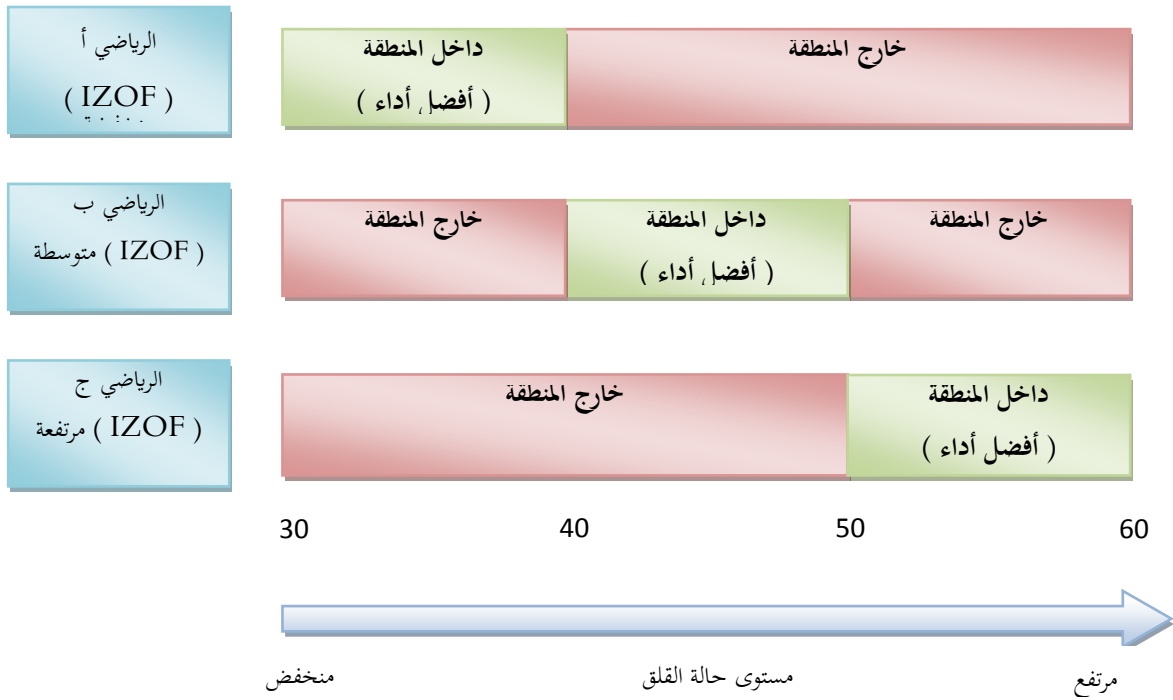 الرياضي أ
( IZOF )
داخل المنطقة
( أفضل أداء )
خارج المنطقة
الرياضي ب
( IZOF ) متوسطة
خارج المنطقة
داخل المنطقة
( أفضل أداء )
خارج المنطقة
الرياضي ج
( IZOF ) مرتفعة
خارج المنطقة
داخل المنطقة
( أفضل أداء )
30 40 50 60
منخفض مستوى حالة القلق مرتفع